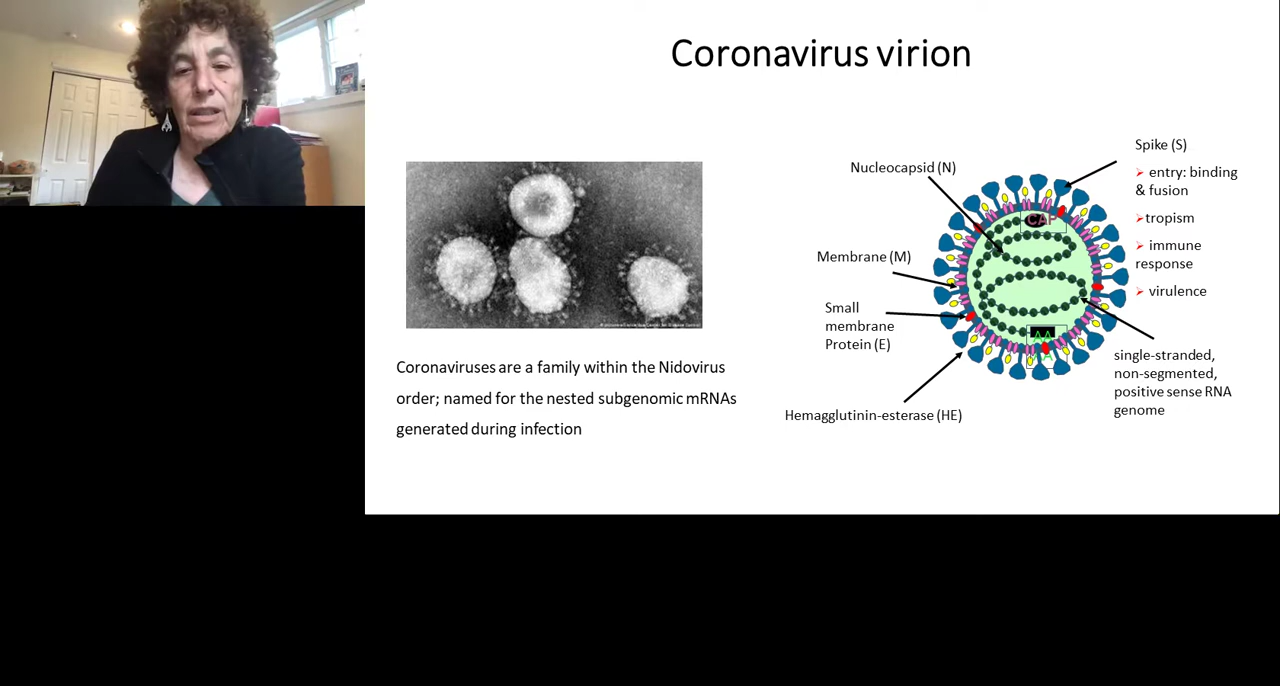 Coronavirus virion
Coronaviruses are a family within the Nidovirus
order; named for the nested subgenomic mRNAs
generated during infection
Nucleocapsid (N)
Membrane (M)
Small
membrane
Protein (E)
Hemagglutinin-esterase (HE)
CAP
AA
Spike (S)
➢ entry: binding
& fusion
➢tropism
➢ immune
response
➢ virulence
single-stranded,
non-segmented,
positive sense RNA
genome